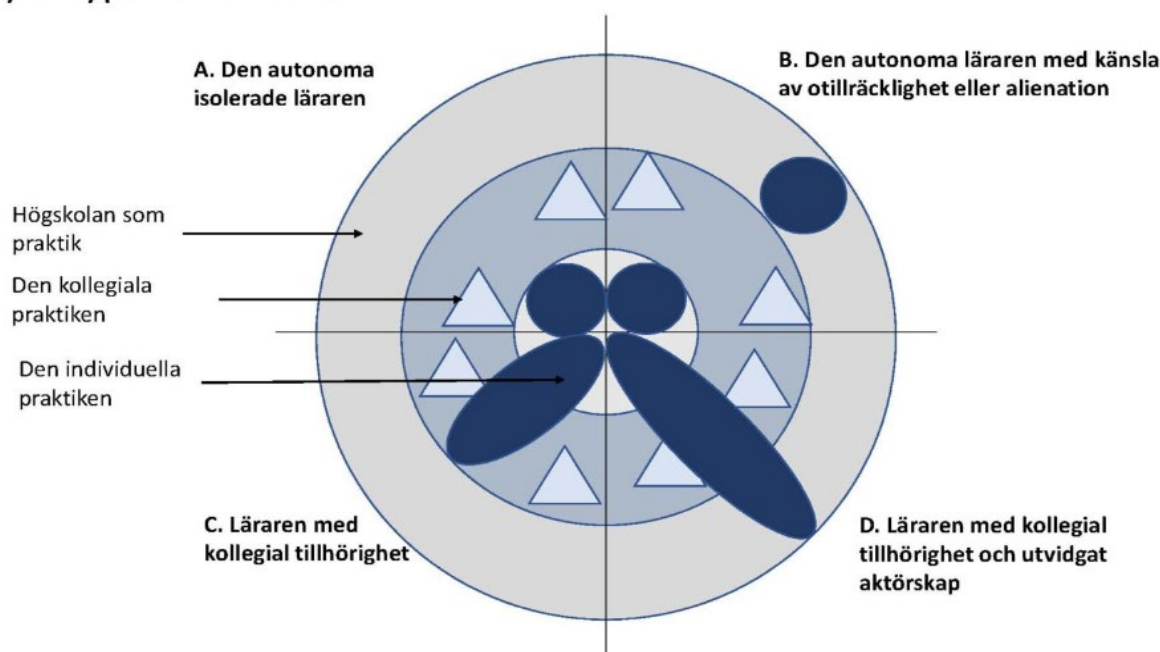 A. Den autonoma
isolerade läraren
B. Den autonoma läraren med känsla
av otillräcklighet eller alienation
Högskolan som
praktik
Den kollegiala
praktiken
Den individuella
praktiken
C. Läraren med
kollegial tillhörighet
D. Läraren med kollegial
tillhörighet och utvidgat
aktörskap